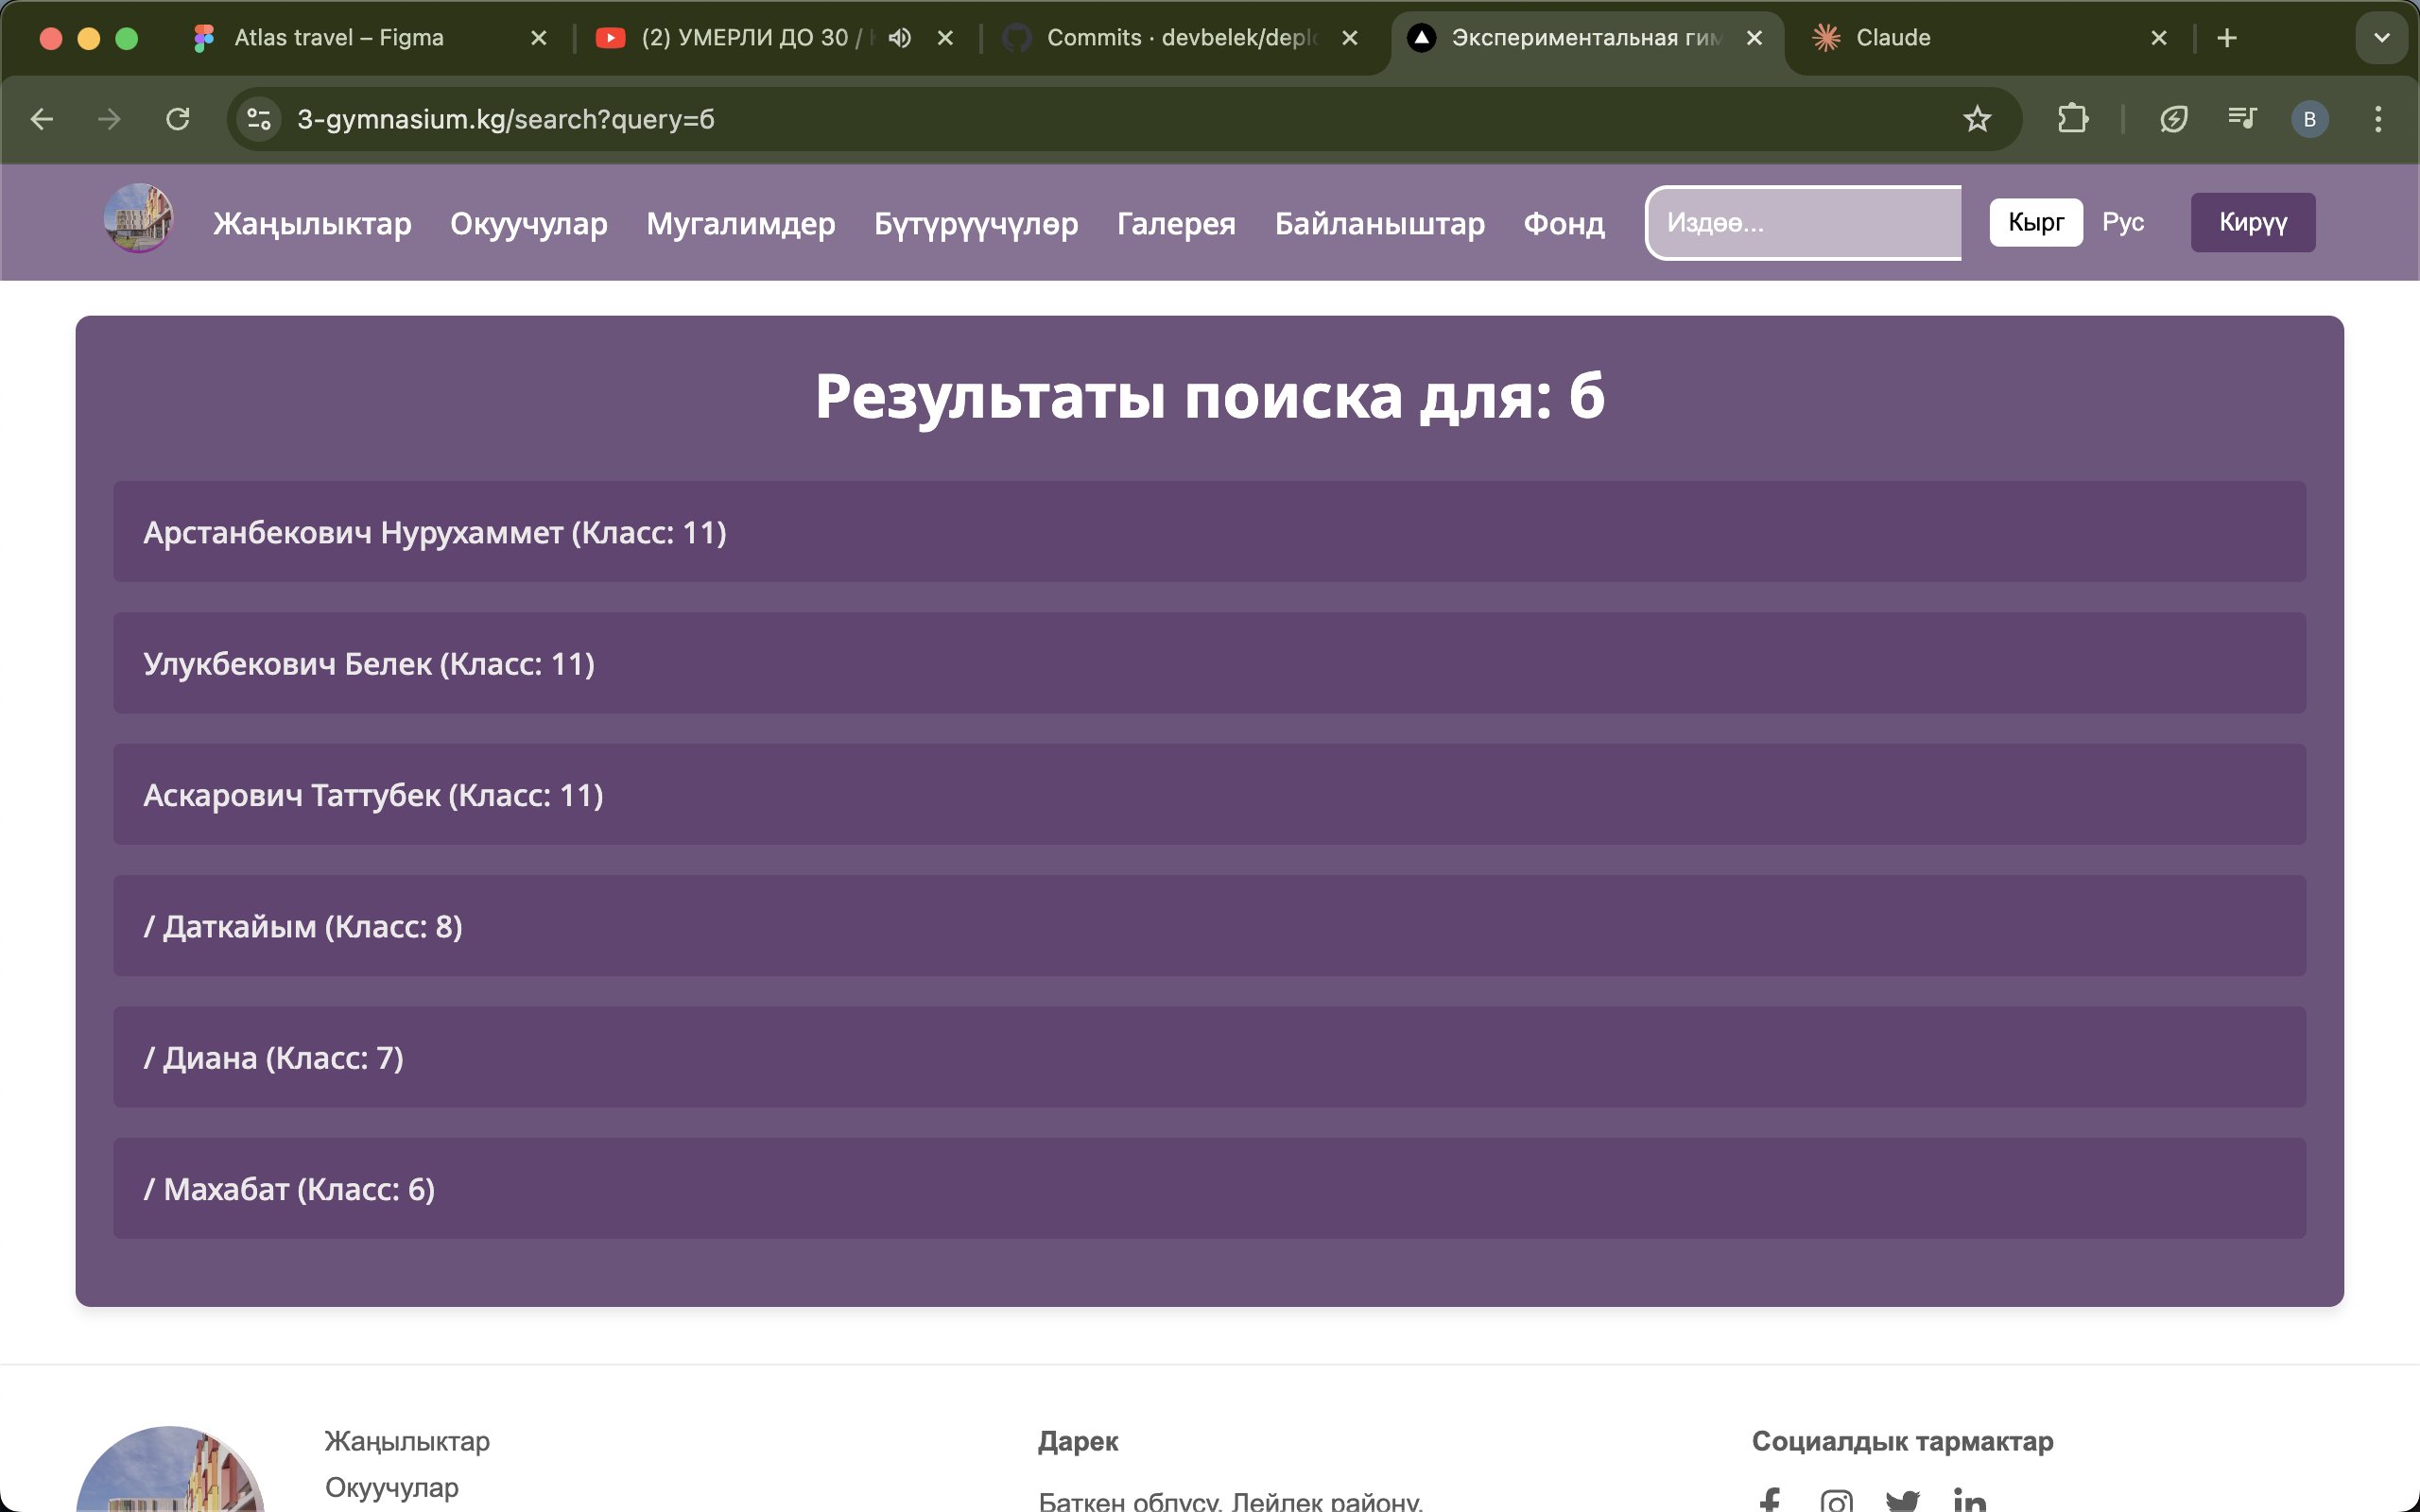 Atlas travel – Figma
(2) УМЕРЛИ ДО 30 /
Commits · devbelek/deplo
Экспериментальная гим
Claude
3-gymnasium.kg/search?query=б
B
Жаңылыктар Окуучулар Мугалимдер Бүтүрүүчүлөр Галерея Байланыштар Фонд Издөө... Кырг Рус Кирүү
Результаты поиска для: б
Арстанбекович Нурухаммет (Класс: 11)
Улукбекович Белек (Класс: 11)
Аскарович Таттубек (Класс: 11)
/ Даткайым (Класс: 8)
/ Диана (Класс: 7)
/ Махабат (Класс: 6)
Жаңылыктар
Окуучулар
Дарек
Баткен облусу, Лейлек району,
Социалдык тармактар